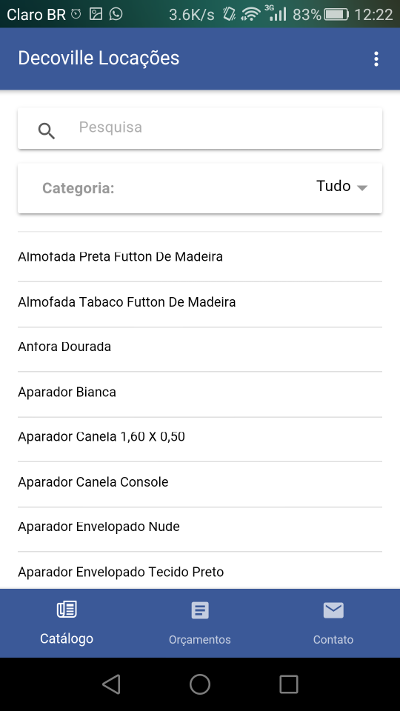 Claro BR 3.6K/s 3G 83% 12:22
Decoville Locações
Pesquisa
Categoria: Tudo
Almofada Preta Futton De Madeira
Almofada Tabaco Futton De Madeira
Anfora Dourada
Aparador Bianca
Aparador Canela 1,60 X 0,50
Aparador Canela Console
Aparador Envelopado Nude
Aparador Envelopado Tecido Preto
Catálogo Orçamentos Contato